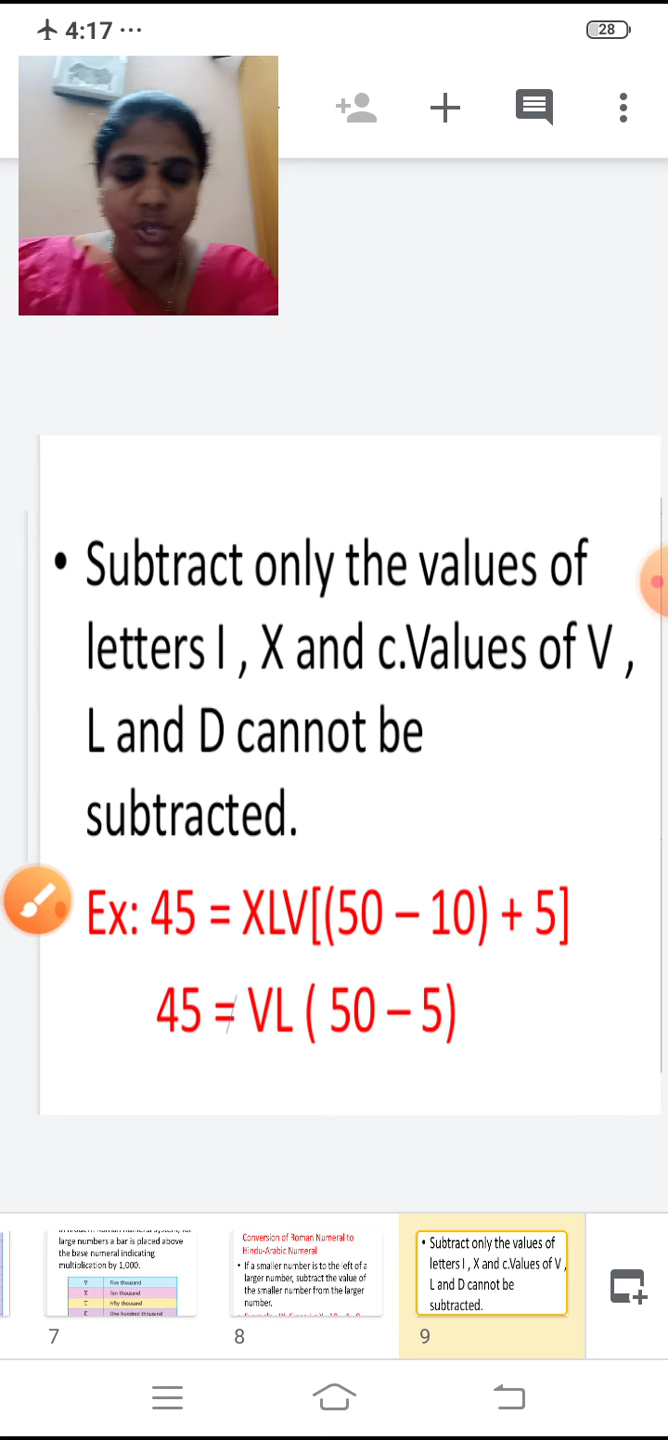 4:17 ...
28
• Subtract only the values of
letters I , X and c.Values of V ,
L and D cannot be
subtracted.
Ex: 45 = XLV[(50 – 10) + 5]
45 ≠ VL ( 50 – 5)
large numbers a bar is placed above
the base numeral indicating
multiplication by 1,000.
Five thousand
Ten thousand
Fifty thousand
One hundred thousand
7
Conversion of Roman Numeral to
Hindu-Arabic Numeral
• If a smaller number is to the left of a
larger number, subtract the value of
the smaller number from the larger
number.
8
• Subtract only the values of
letters I , X and c.Values of V ,
L and D cannot be
subtracted.
9